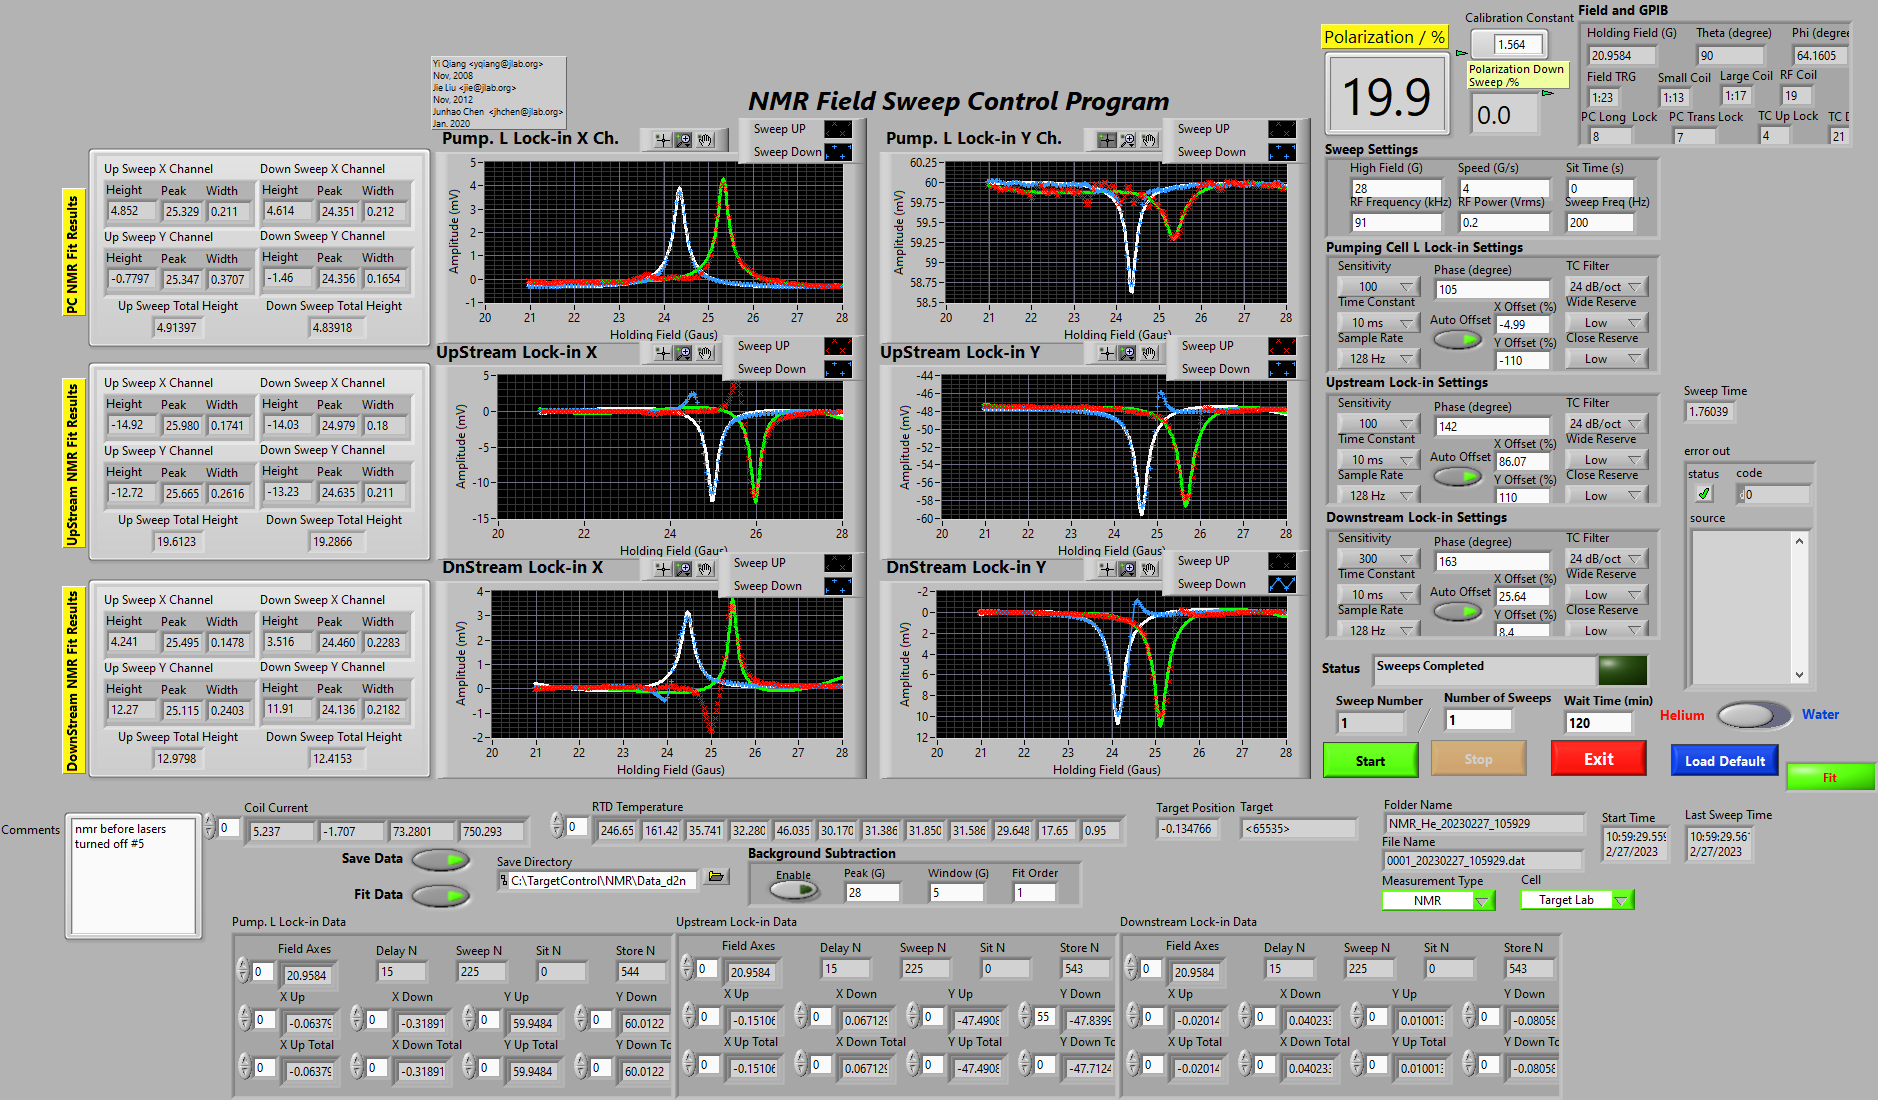 Yi Qiang <yqiang@jlab.org>
Nov, 2008
Jie Liu <jie@jlab.org>
Nov, 2012
Junhao Chen <jhchen@jlab.org>
Jan. 2020
NMR Field Sweep Control Program
Polarization / %
19.9
Calibration Constant
1.564
Polarization Down
Sweep /%
0.0
Field and GPIB
Holding Field (G) Theta (degree) Phi (degree
20.9584 90 64.1605
Field TRG Small Coil Large Coil RF Coil
1:23 1:13 1:17 19
PC Long Lock PC Trans Lock TC Up Lock TC D
8 7 4 21
PC NMR Fit Results
Up Sweep X Channel Down Sweep X Channel
Height Peak Width Height Peak Width
4.852 25.329 0.211 4.614 24.351 0.212
Up Sweep Y Channel Down Sweep Y Channel
Height Peak Width Height Peak Width
-0.7797 25.347 0.3707 -1.46 24.356 0.1654
Up Sweep Total Height Down Sweep Total Height
4.91397 4.83918
UpStream NMR Fit Results
Up Sweep X Channel Down Sweep X Channel
Height Peak Width Height Peak Width
-14.92 25.980 0.1741 -14.03 24.979 0.18
Up Sweep Y Channel Down Sweep Y Channel
Height Peak Width Height Peak Width
-12.72 25.665 0.2616 -13.23 24.635 0.211
Up Sweep Total Height Down Sweep Total Height
19.6123 19.2866
DownStream NMR Fit Results
Up Sweep X Channel Down Sweep X Channel
Height Peak Width Height Peak Width
4.241 25.495 0.1478 3.516 24.460 0.2283
Up Sweep Y Channel Down Sweep Y Channel
Height Peak Width Height Peak Width
12.27 25.115 0.2403 11.91 24.136 0.2182
Up Sweep Total Height Down Sweep Total Height
12.9798 12.4153
Pump. L Lock-in X Ch.
Sweep UP
Sweep Down
Amplitude (mV)
5
4
3
2
1
0
-1
20 21 22 23 24 25 26 27 28
Holding Field (Gaus)
Pump. L Lock-in Y Ch.
Sweep UP
Sweep Down
Amplitude (mV)
60.25
60
59.75
59.5
59.25
59
58.75
58.5
20 21 22 23 24 25 26 27 28
Holding Field (Gaus)
UpStream Lock-in X
Sweep UP
Sweep Down
Amplitude (mV)
5
0
-5
-10
-15
20 22 24 26 28
Holding Field (Gaus)
UpStream Lock-in Y
Sweep UP
Sweep Down
Amplitude (mV)
-44
-46
-48
-50
-52
-54
-56
-58
-60
20 21 22 23 24 25 26 27 28
Holding Field (Gaus)
DnStream Lock-in X
Sweep UP
Sweep Down
Amplitude (mV)
4
3
2
1
0
-1
-2
20 21 22 23 24 25 26 27 28
Holding Field (Gaus)
DnStream Lock-in Y
Sweep UP
Sweep Down
Amplitude (mV)
-2
0
2
4
6
8
10
12
20 21 22 23 24 25 26 27 28
Holding Field (Gaus)
Sweep Settings
High Field (G) Speed (G/s) Sit Time (s)
28 4 0
RF Frequency (kHz) RF Power (Vrms) Sweep Freq (Hz)
91 0.2 200
Pumping Cell L Lock-in Settings
Sensitivity Phase (degree) TC Filter
100 105 24 dB/oct
Time Constant X Offset (%) Wide Reserve
10 ms Auto Offset -4.99 Low
Sample Rate Y Offset (%) Close Reserve
128 Hz -110 Low
Upstream Lock-in Settings
Sensitivity Phase (degree) TC Filter
100 142 24 dB/oct
Time Constant X Offset (%) Wide Reserve
10 ms Auto Offset 86.07 Low
Sample Rate Y Offset (%) Close Reserve
128 Hz 110 Low
Downstream Lock-in Settings
Sensitivity Phase (degree) TC Filter
300 163 24 dB/oct
Time Constant X Offset (%) Wide Reserve
10 ms Auto Offset 25.64 Low
Sample Rate Y Offset (%) Close Reserve
128 Hz 8.4 Low
Sweep Time
1.76039
error out
status code
0
source
Status Sweeps Completed
Sweep Number Number of Sweeps Wait Time (min)
1 / 1 120
Helium Water
Start Stop Exit Load Default Fit
Comments
nmr before lasers
turned off #5
Coil Current
0 5.237 -1.707 73.2801 750.293
RTD Temperature
0 246.65 161.42 35.741 32.280 46.035 30.170 31.386 31.850 31.586 29.648 17.65 0.95
Target Position Target
-0.134766 <65535>
Folder Name
NMR_He_20230227_105929
File Name
0001_20230227_105929.dat
Start Time
10:59:29.559
2/27/2023
Last Sweep Time
10:59:29.56
2/27/2023
Measurement Type Cell
NMR Target Lab
Save Data
Fit Data
Save Directory
C:\TargetControl\NMR\Data_d2n
Background Subtraction
Enable Peak (G) Window (G) Fit Order
28 5 1
Pump. L Lock-in Data
Field Axes Delay N Sweep N Sit N Store N
0 20.9584 15 225 0 544
X Up X Down Y Up Y Down
0 -0.06379 0 -0.31891 0 59.9484 0 60.0122
X Up Total X Down Total Y Up Total Y Down To
0 -0.06379 0 -0.31891 0 59.9484 0 60.0122
Upstream Lock-in Data
Field Axes Delay N Sweep N Sit N Store N
0 20.9584 15 225 0 543
X Up X Down Y Up Y Down
0 -0.15106 0 0.067129 0 -47.4908 55 -47.8399
X Up Total X Down Total Y Up Total Y Down To
0 -0.15106 0 0.067129 0 -47.4908 0 -47.7124
Downstream Lock-in Data
Field Axes Delay N Sweep N Sit N Store N
0 20.9584 15 225 0 543
X Up X Down Y Up Y Down
0 -0.02014 0 0.04023 0 0.01001 0 -0.08058
X Up Total X Down Total Y Up Total Y Down To
0 -0.02014 0 0.04023 0 0.01001 0 -0.08058